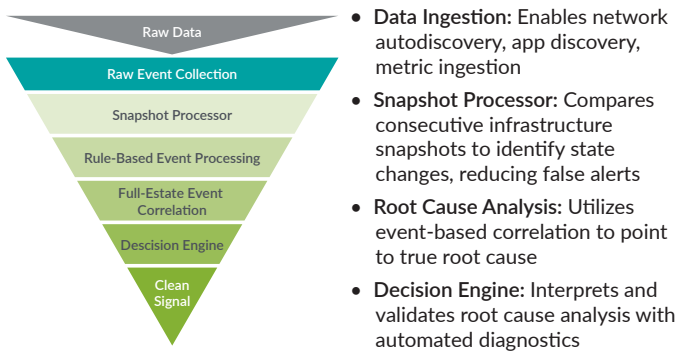 Raw Data
Raw Event Collection
Snapshot Processor
Rule-Based Event Processing
Full-Estate Event
Correlation
Descision Engine
Clean
Signal
• Data Ingestion: Enables network
autodiscovery, app discovery,
metric ingestion
• Snapshot Processor: Compares
consecutive infrastructure
snapshots to identify state
changes, reducing false alerts
• Root Cause Analysis: Utilizes
event-based correlation to point
to true root cause
• Decision Engine: Interprets and
validates root cause analysis with
automated diagnostics